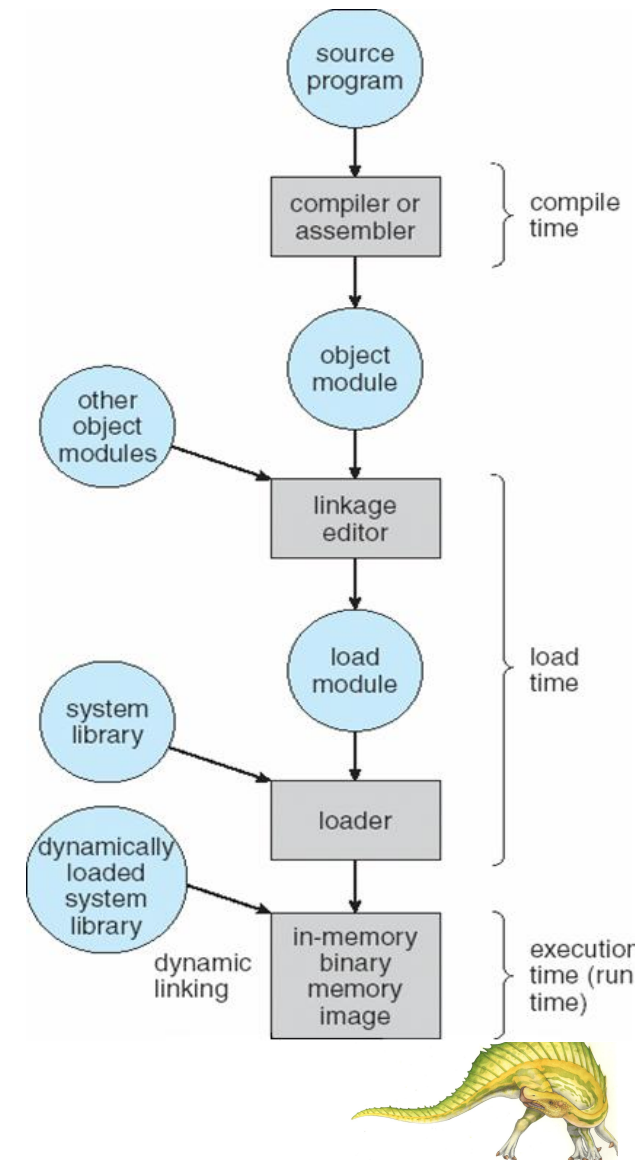 source
program
compiler or
assembler
compile
time
object
module
other
object
modules
linkage
editor
load
module
load
time
system
library
loader
dynamically
loaded
system
library
dynamic
linking
in-memory
binary
memory
image
execution
time (run
time)